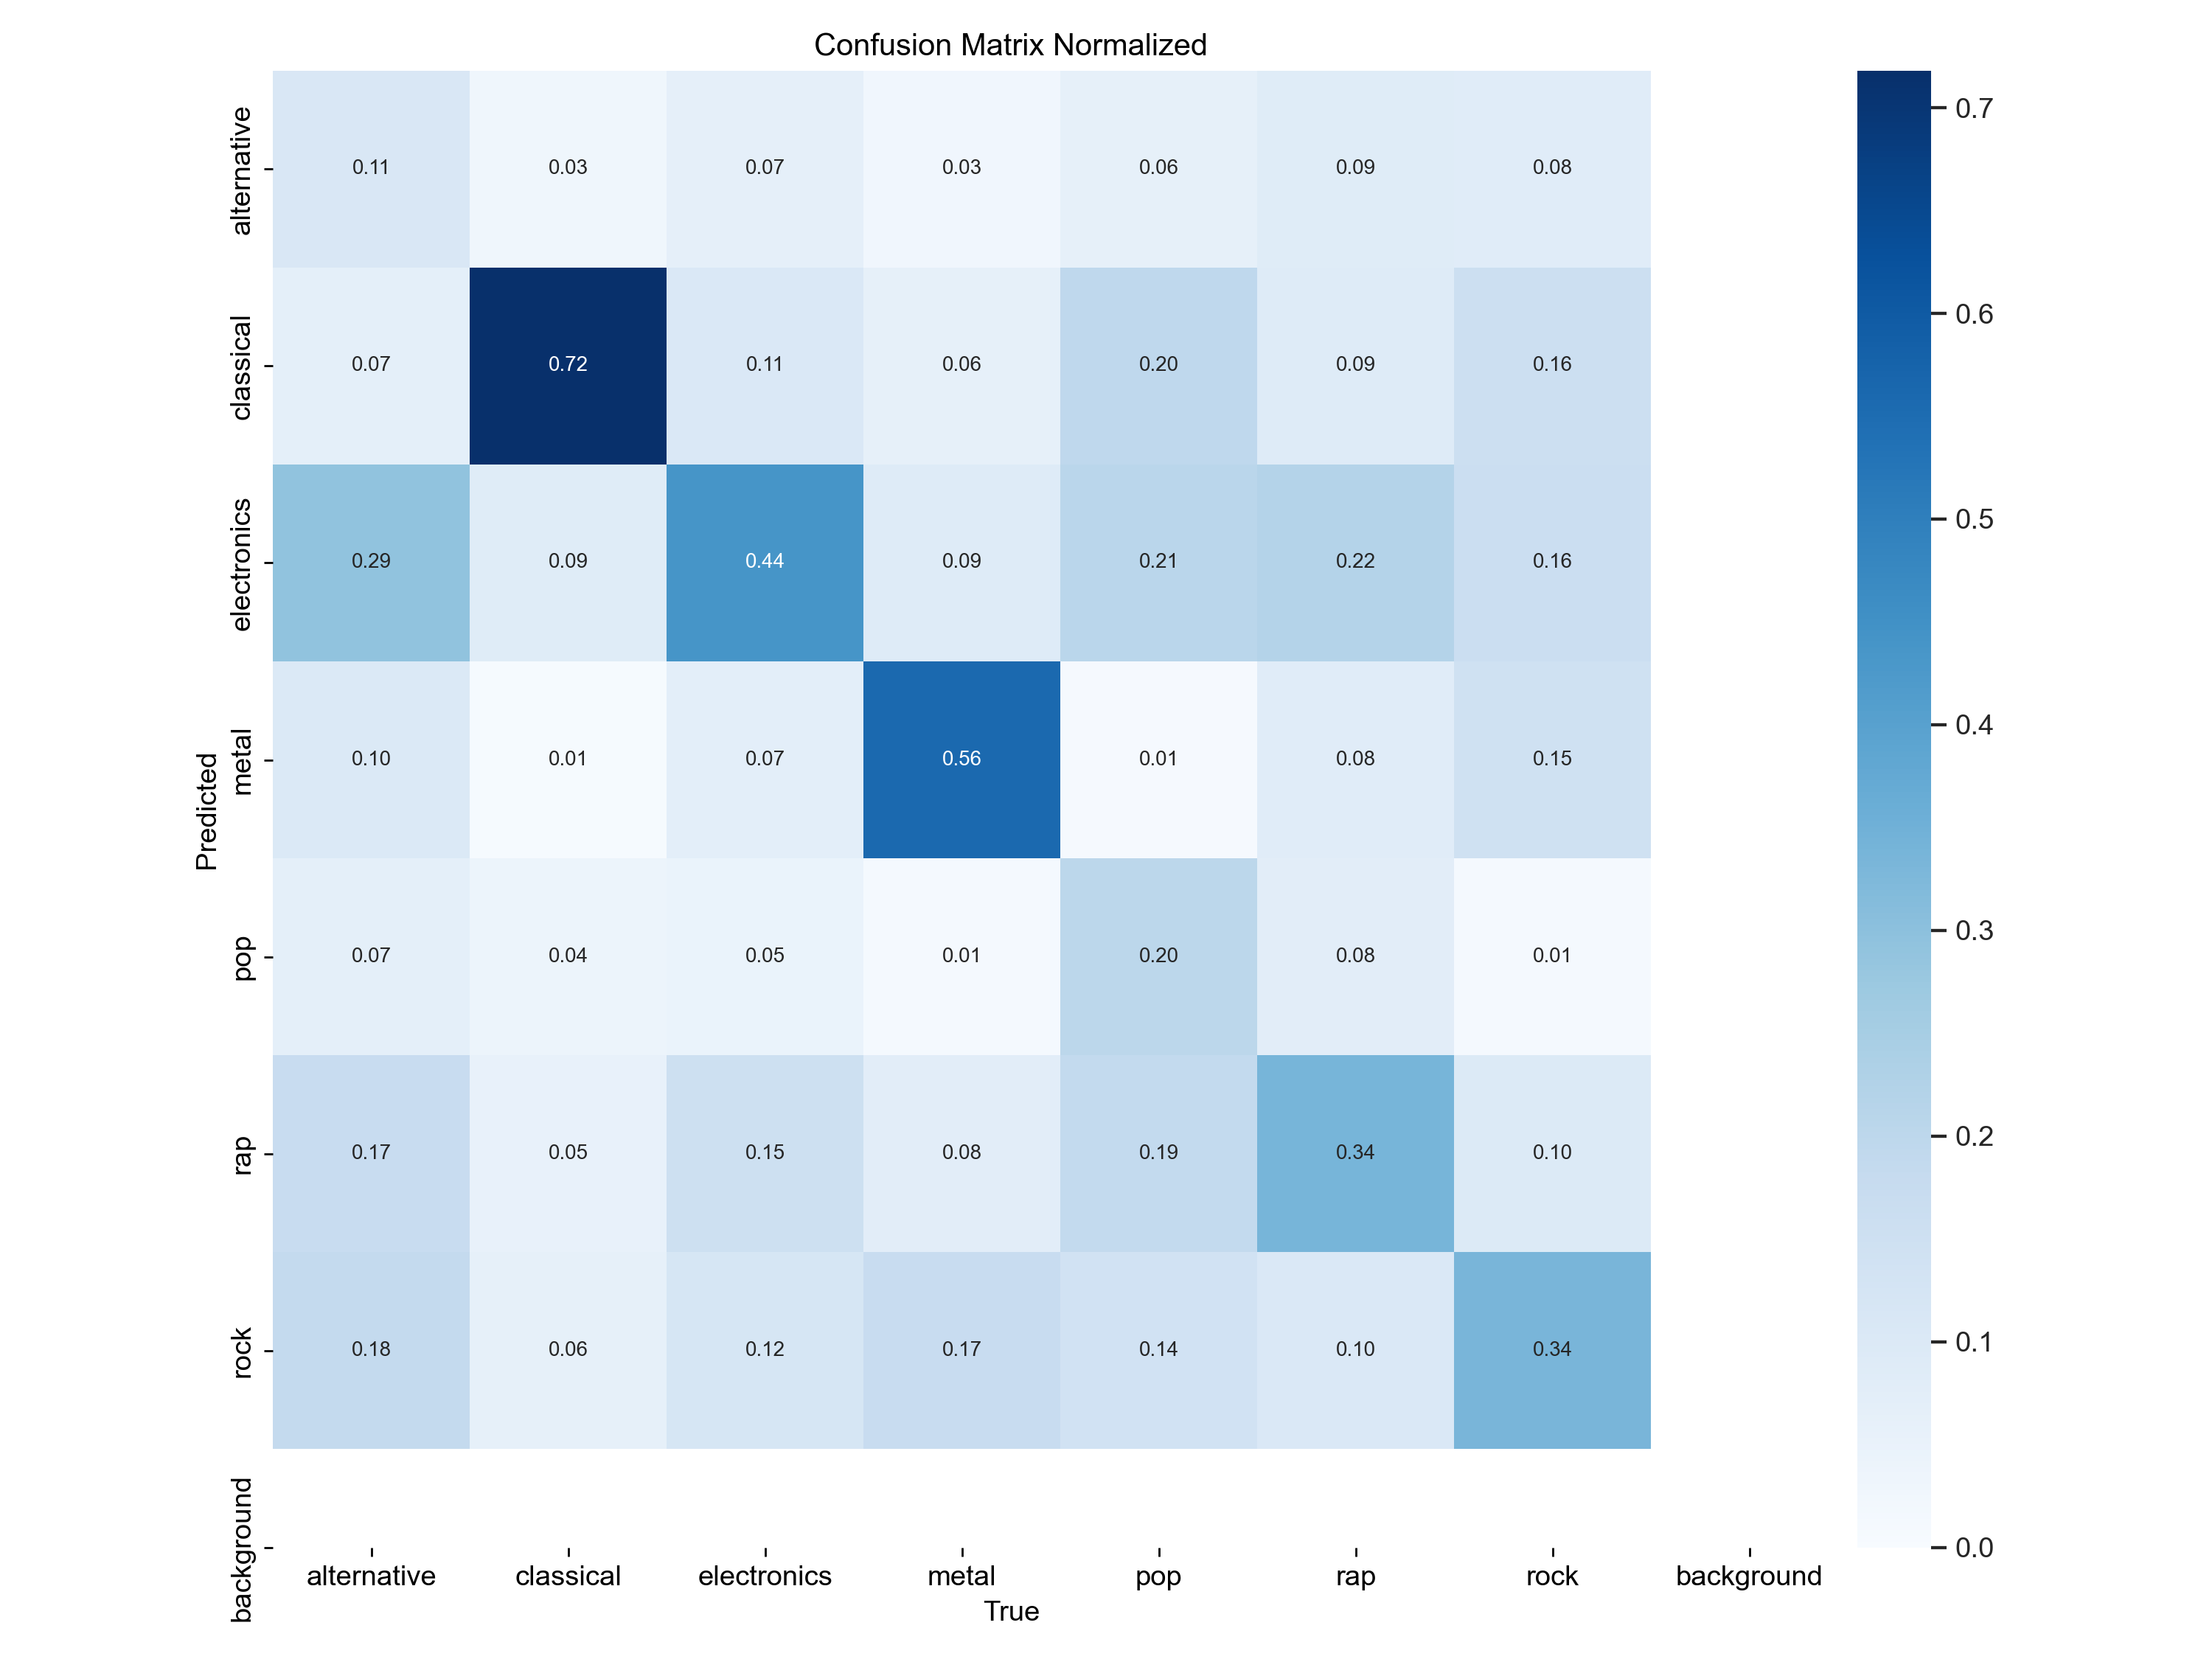 Confusion Matrix Normalized
alternative 0.11 0.03 0.07 0.03 0.06 0.09 0.08
classical 0.07 0.72 0.11 0.06 0.20 0.09 0.16
electronics 0.29 0.09 0.44 0.09 0.21 0.22 0.16
metal 0.10 0.01 0.07 0.56 0.01 0.08 0.15
pop 0.07 0.04 0.05 0.01 0.20 0.08 0.01
rap 0.17 0.05 0.15 0.08 0.19 0.34 0.10
rock 0.18 0.06 0.12 0.17 0.14 0.10 0.34
background
Predicted
alternative classical electronics metal pop rap rock background
True
0.7
0.6
0.5
0.4
0.3
0.2
0.1
0.0